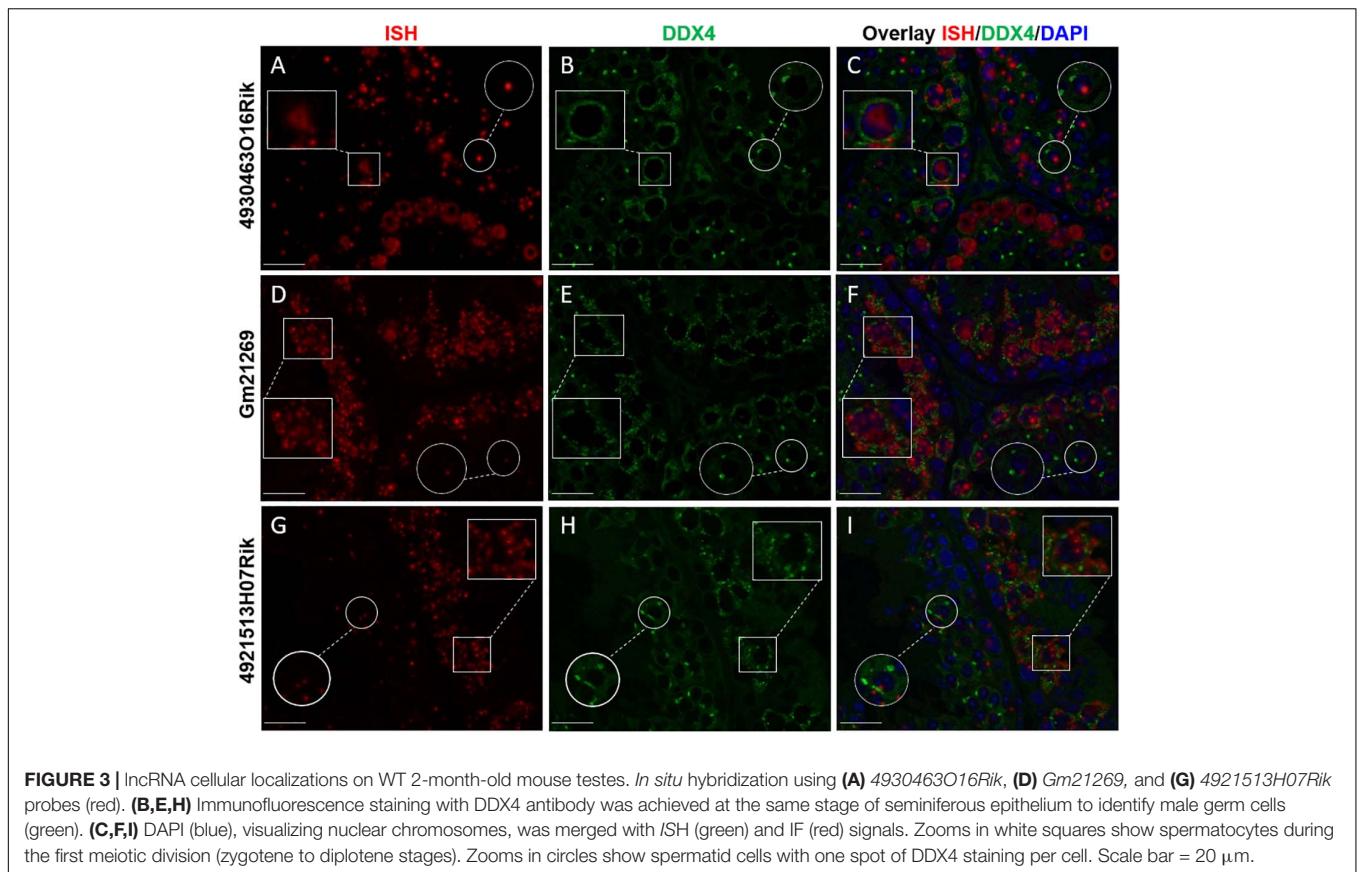 ISH DDX4 Overlay ISH/DDX4/DAPI
4930463O16Rik
A B C
Gm21269
D E F
4921513H07Rik
G H I
FIGURE 3 | lncRNA cellular localizations on WT 2-month-old mouse testes. In situ hybridization using (A) 4930463O16Rik, (D) Gm21269, and (G) 4921513H07Rik
probes (red). (B,E,H) Immunofluorescence staining with DDX4 antibody was achieved at the same stage of seminiferous epithelium to identify male germ cells
(green). (C,F,I) DAPI (blue), visualizing nuclear chromosomes, was merged with ISH (green) and IF (red) signals. Zooms in white squares show spermatocytes during
the first meiotic division (zygotene to diplotene stages). Zooms in circles show spermatid cells with one spot of DDX4 staining per cell. Scale bar = 20 μm.